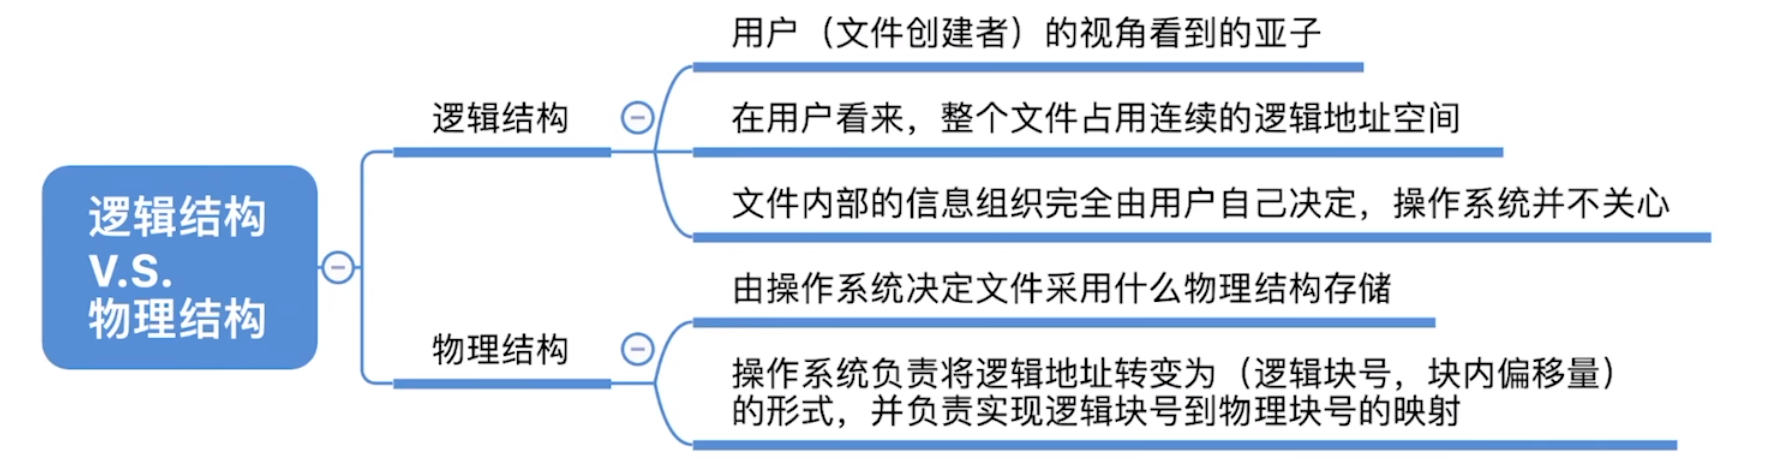 逻辑结构
V.S.
物理结构
逻辑结构
用户（文件创建者）的视角看到的亚子
在用户看来，整个文件占用连续的逻辑地址空间
文件内部的信息组织完全由用户自己决定，操作系统并不关心
物理结构
由操作系统决定文件采用什么物理结构存储
操作系统负责将逻辑地址转变为（逻辑块号，块内偏移量）
的形式，并负责实现逻辑块号到物理块号的映射